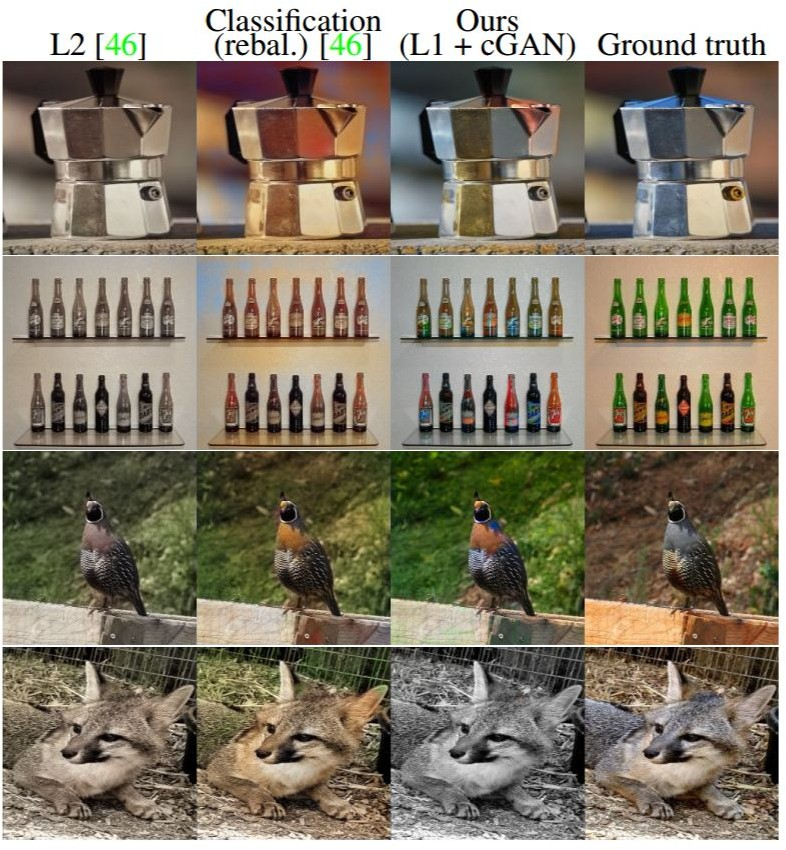 L2 [46]
Classification
(rebal.) [46]
Ours
(L1 + cGAN)
Ground truth